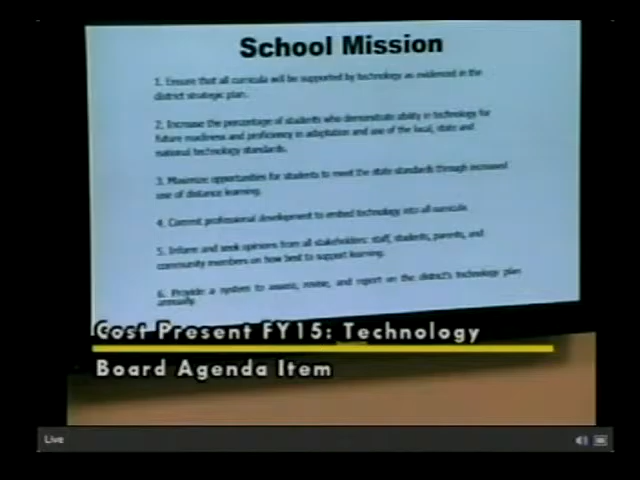 School Mission
1. Ensure that all curricula will be supported by technology as evidenced in the
district strategic plan.
2. Increase the percentage of students who demonstrate ability in technology for
future readiness and proficiency in adaptation and use of the local, state and
national technology standards.
3. Maximize opportunities for students to meet the state standards through increased
use of distance learning.
4. Commit professional development to embed technology into all curricula.
5. Inform and seek opinions from all stakeholders: staff, students, parents, and
community members on how best to support learning.
6. Provide a system to assess, revise, and report on the district's technology plan
annually.
Cost Present FY15: Technology
Board Agenda Item
Live